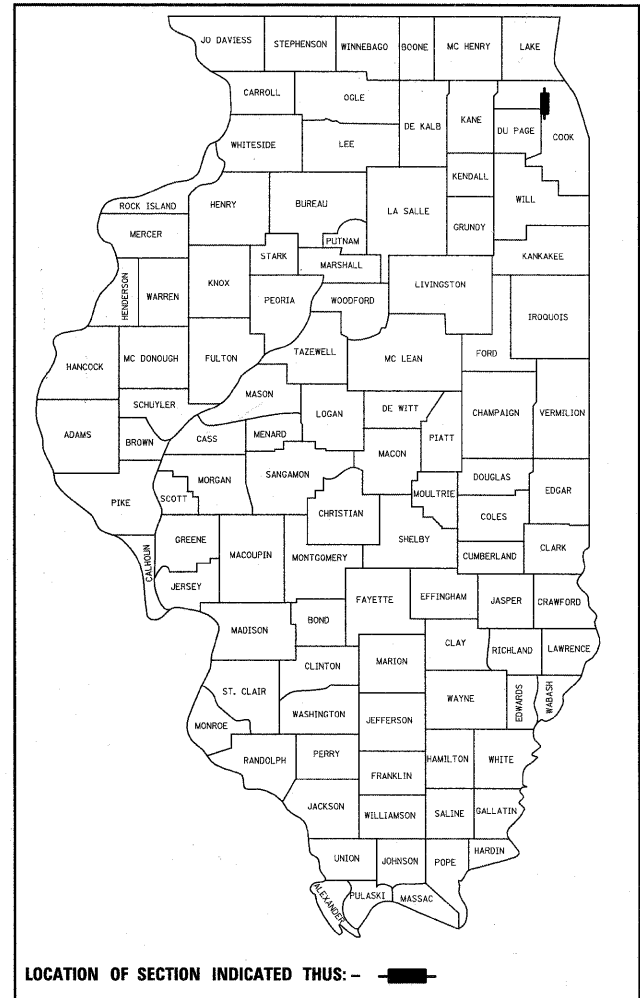 JO DAVIESS STEPHENSON WINNEBAGO BOONE MC HENRY LAKE
CARROLL OGLE DE KALB KANE DU PAGE COOK
WHITESIDE LEE
KENDALL WILL
ROCK ISLAND HENRY BUREAU LA SALLE GRUNDY
MERCER PUTNAM
STARK MARSHALL KANKAKEE
HENDERSON WARREN KNOX PEORIA WOODFORD LIVINGSTON
IROQUOIS
HANCOCK MC DONOUGH FULTON TAZEWELL MC LEAN FORD
MASON
SCHUYLER LOGAN DE WITT CHAMPAIGN VERMILION
ADAMS BROWN CASS MENARD MACON PIATT
MORGAN SANGAMON DOUGLAS EDGAR
PIKE SCOTT CHRISTIAN MOULTRIE COLES
GREENE SHELBY
CALHOUN MACOUPIN MONTGOMERY CUMBERLAND CLARK
JERSEY FAYETTE EFFINGHAM JASPER CRAWFORD
MADISON BOND
CLAY RICHLAND LAWRENCE
CLINTON MARION
ST. CLAIR WAYNE EDWARDS WABASH
WASHINGTON JEFFERSON
MONROE
RANDOLPH PERRY HAMILTON WHITE
FRANKLIN
JACKSON WILLIAMSON SALINE GALLATIN
UNION JOHNSON POPE HARDIN
ALEXANDER PULASKI MASSAC
LOCATION OF SECTION INDICATED THUS: -